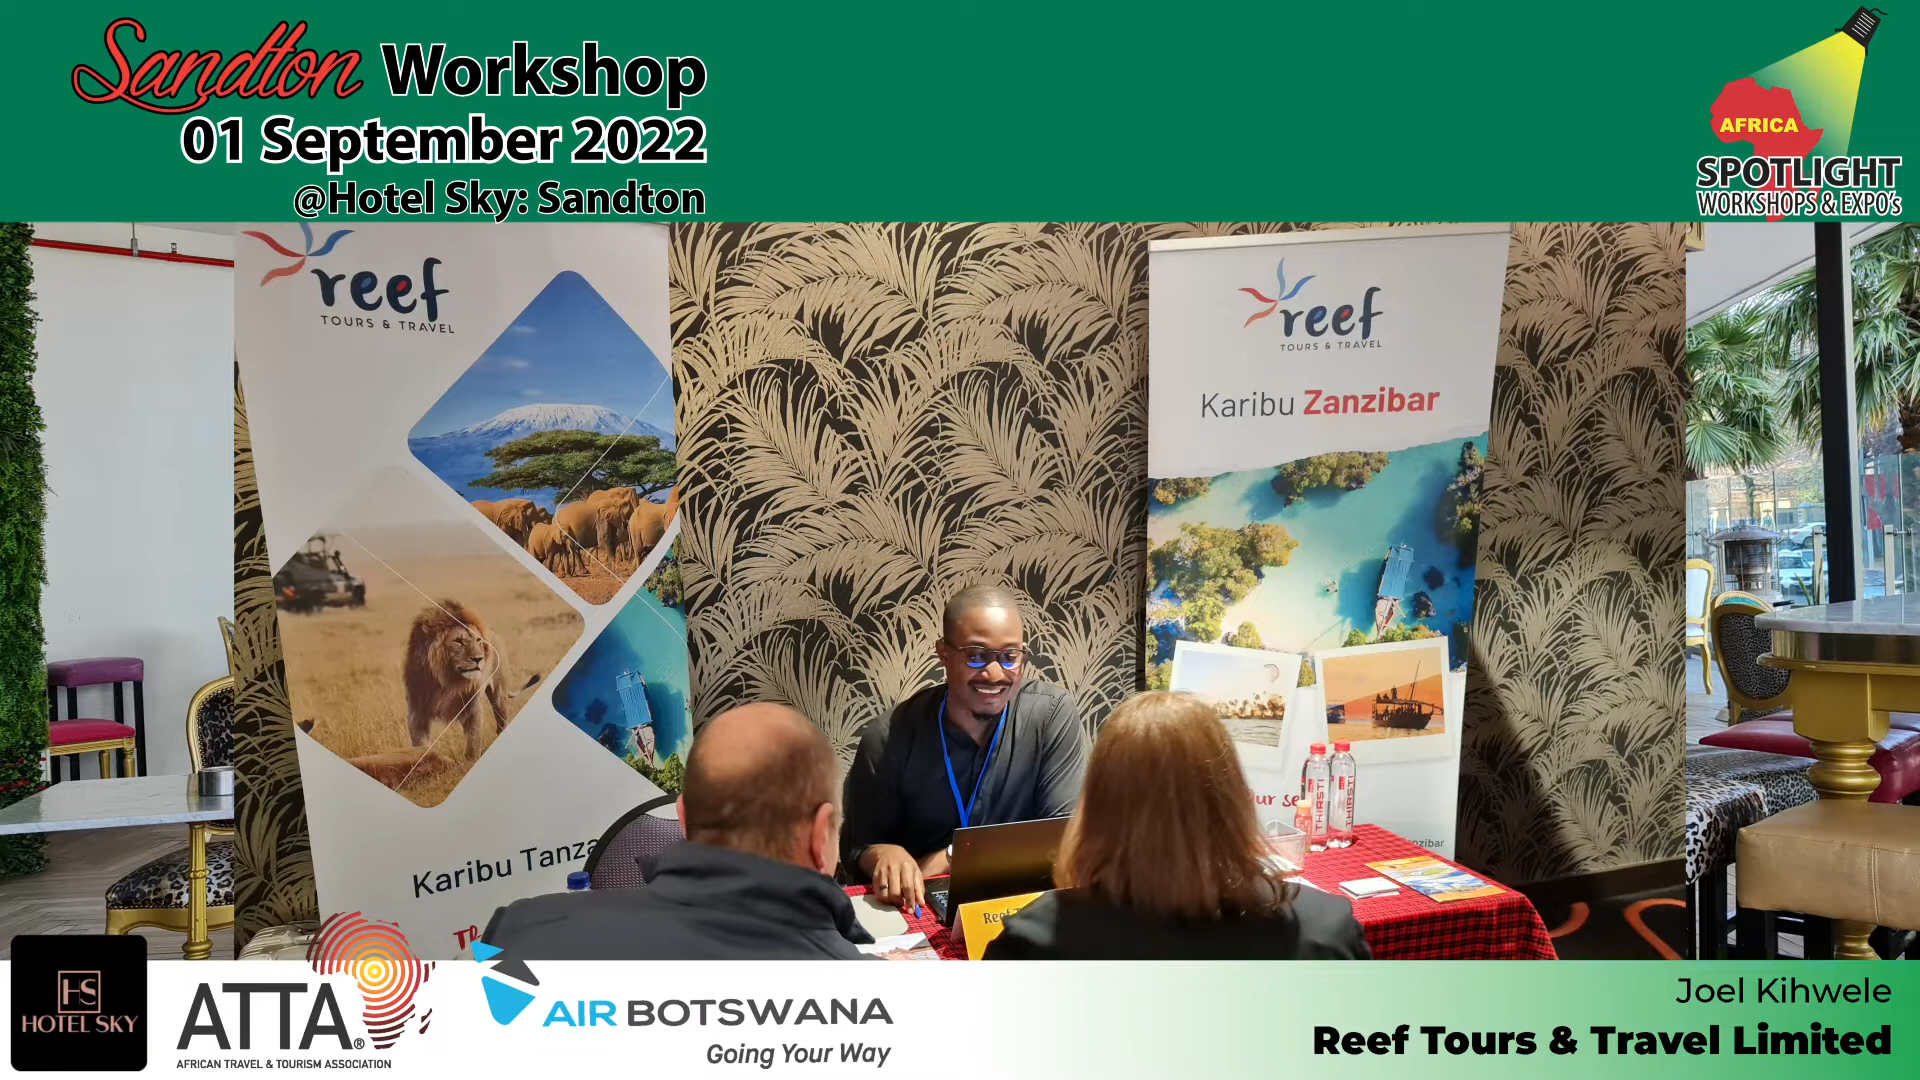 Sandton Workshop
01 September 2022
@Hotel Sky: Sandton
AFRICA
SPOTLIGHT
WORKSHOPS & EXPO's
reef
TOURS & TRAVEL
Karibu
reef
TOURS & TRAVEL
Karibu Zanzibar
THIRSTI
THIRSTI
Reef
HS
HOTEL SKY
ATTA®
AFRICAN TRAVEL & TOURISM ASSOCIATION
AIR BOTSWANA
Going Your Way
Joel Kihwele
Reef Tours & Travel Limited